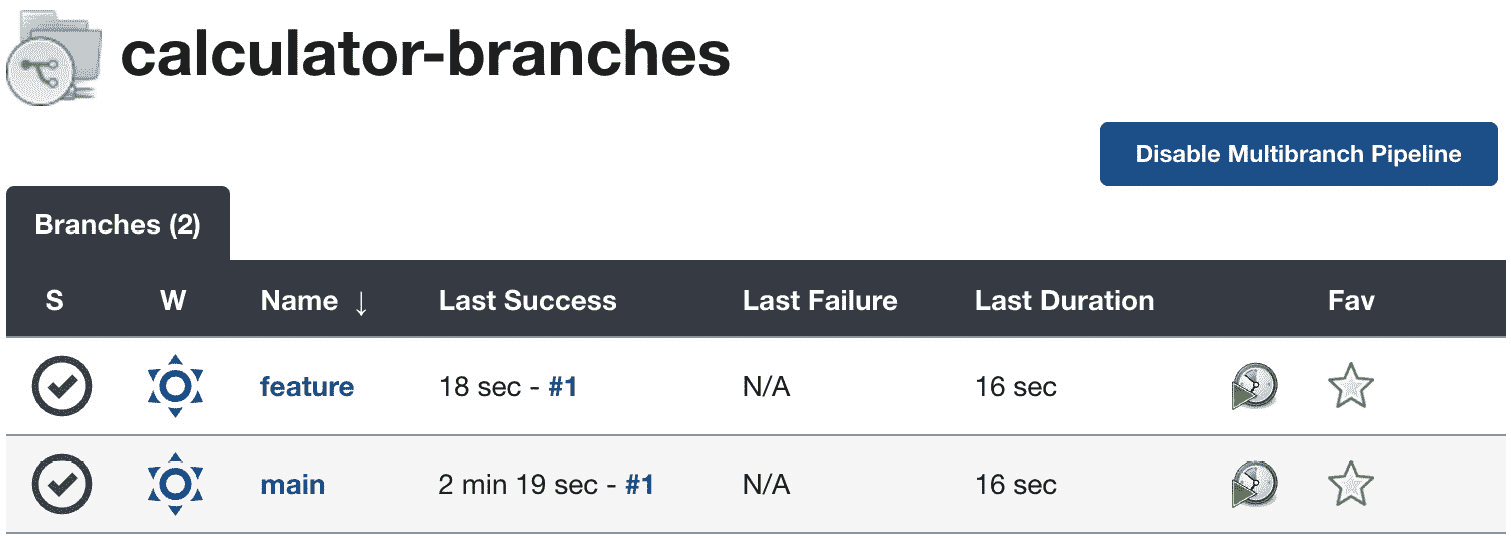 calculator-branches
Disable Multibranch Pipeline
Branches (2)
S W Name ↓ Last Success Last Failure Last Duration Fav
feature 18 sec - #1 N/A 16 sec
main 2 min 19 sec - #1 N/A 16 sec